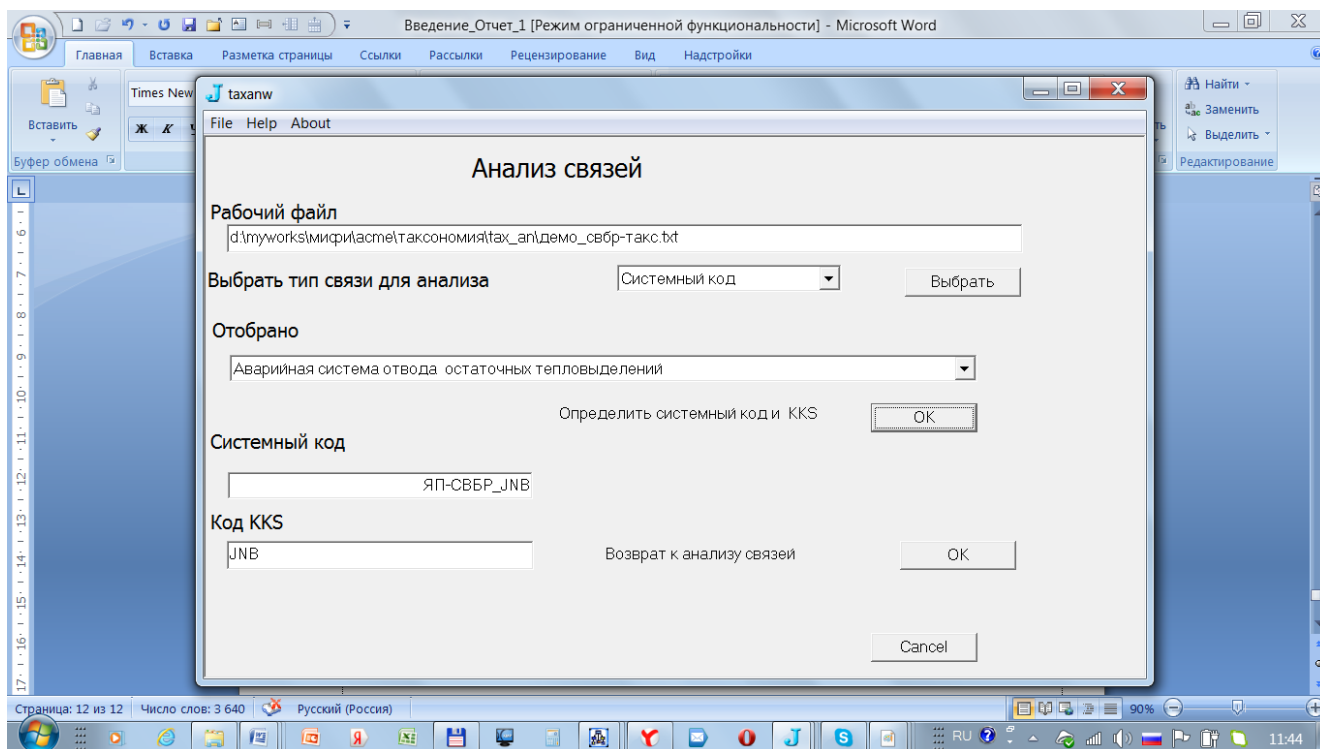 Введение_Отчет_1 [Режим ограниченной функциональности] - Microsoft Word
Главная Вставка Разметка страницы Ссылки Рассылки Рецензирование Вид Надстройки
Вставить
Буфер обмена
Times New
Ж К Ч
Найти
Заменить
Выделить
Редактирование
taxanw
File Help About
Анализ связей
Рабочий файл
d:\myworks\мифи\acme\таксономия\tax_an\демо_свбр-такс.txt
Выбрать тип связи для анализа Системный код Выбрать
Отобрано
Аварийная система отвода остаточных тепловыделений
Определить системный код и KKS OK
Системный код
ЯП-СВБР_JNB
Код KKS
JNB Возврат к анализу связей OK
Cancel
Страница: 12 из 12 Число слов: 3 640 Русский (Россия) 90%
RU 11:44